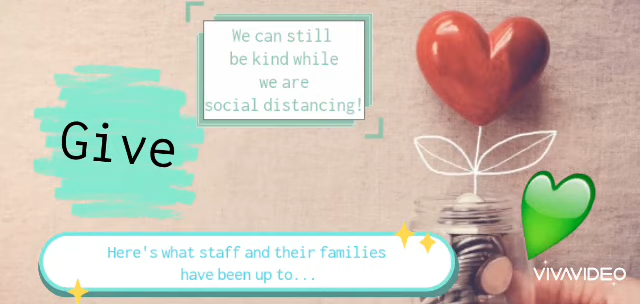 We can still
be kind while
we are
social distancing!
Give
Here's what staff and their families
have been up to...
VIVAVIDEO